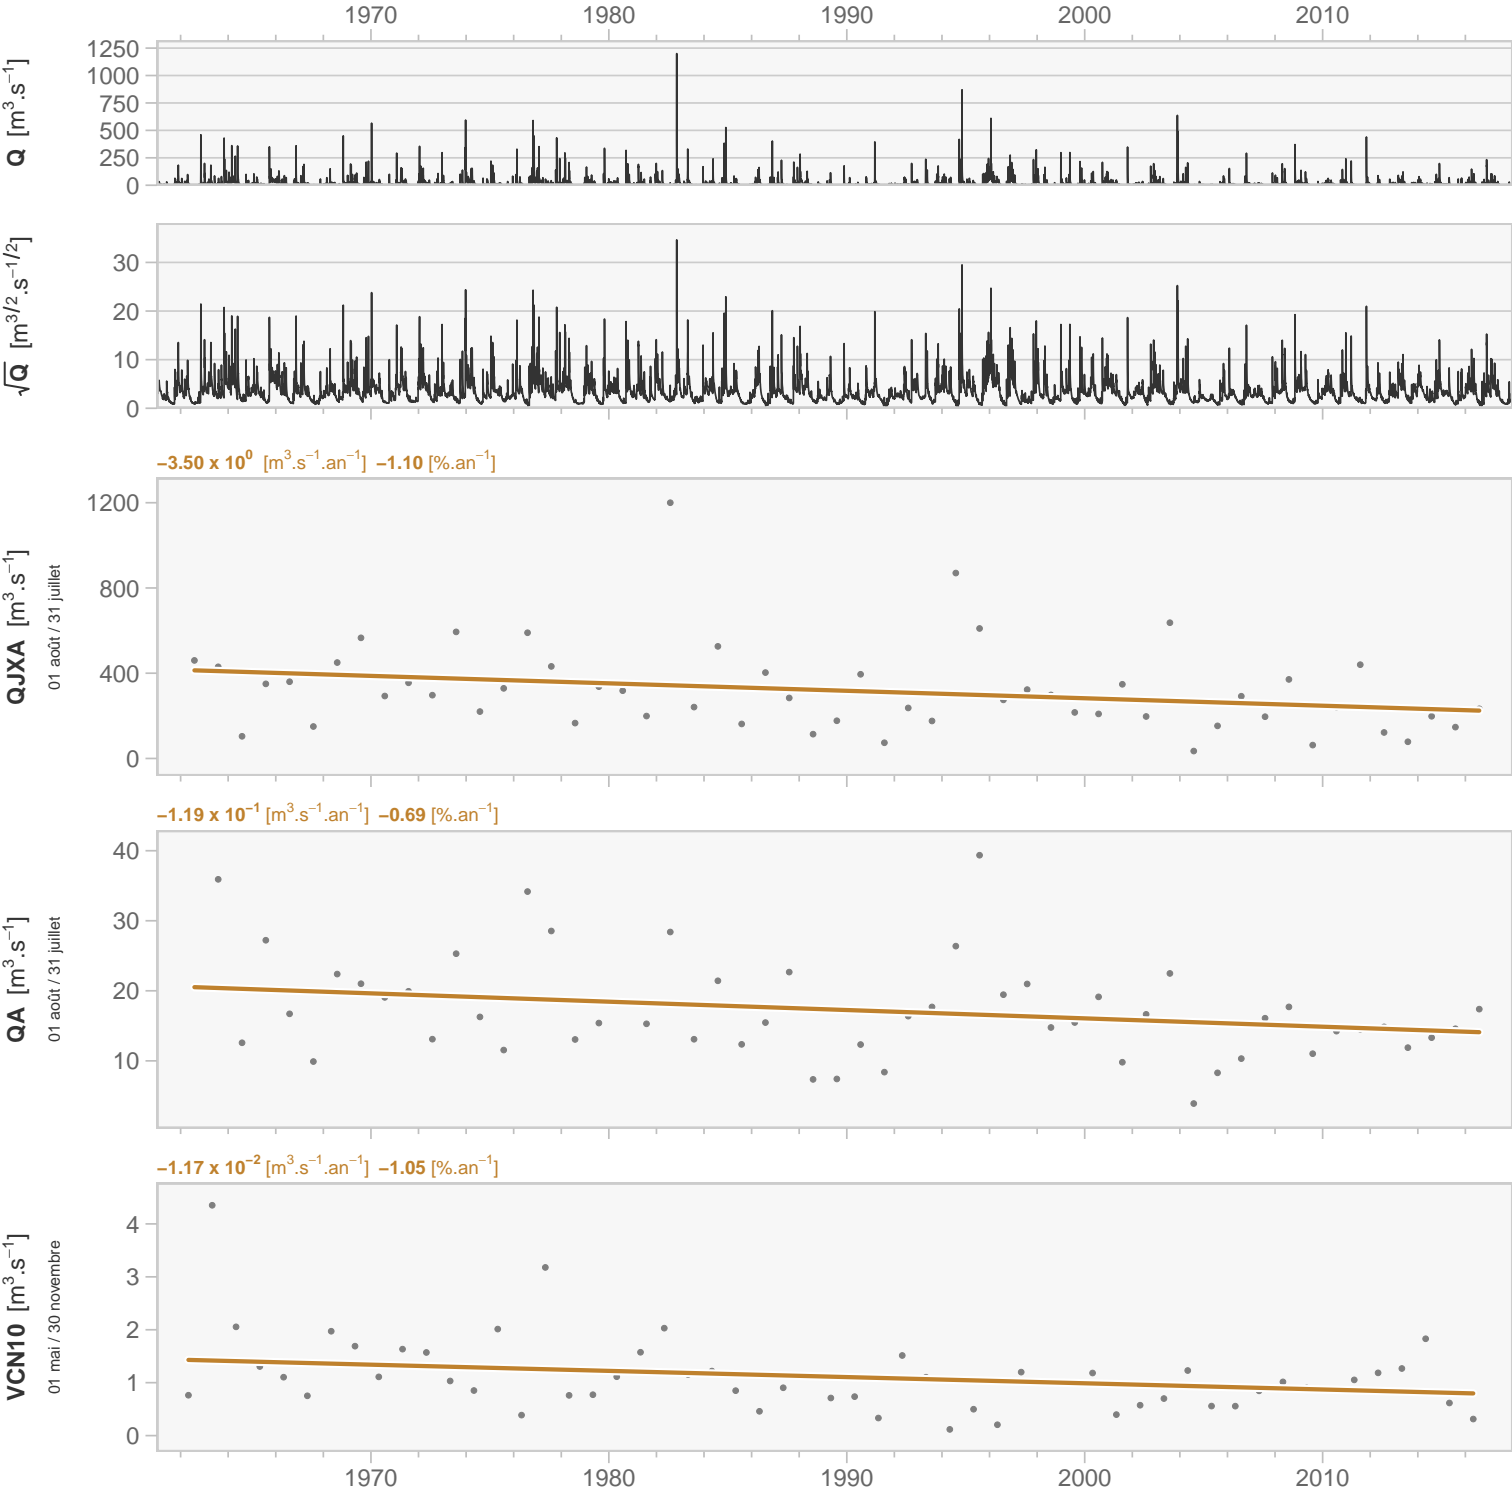 1970 1980 1990 2000 2010
Q [m³.s⁻¹]
1250
1000
750
500
250
0
√Q [m³ᐟ².s⁻¹ᐟ²]
30
20
10
0
−3.50 x 10⁰ [m³.s⁻¹.an⁻¹] −1.10 [%.an⁻¹]
QJXA [m³.s⁻¹]
01 août / 31 juillet
1200
800
400
0
−1.19 x 10⁻¹ [m³.s⁻¹.an⁻¹] −0.69 [%.an⁻¹]
QA [m³.s⁻¹]
01 août / 31 juillet
40
30
20
10
−1.17 x 10⁻² [m³.s⁻¹.an⁻¹] −1.05 [%.an⁻¹]
VCN10 [m³.s⁻¹]
01 mai / 30 novembre
4
3
2
1
0
1970 1980 1990 2000 2010